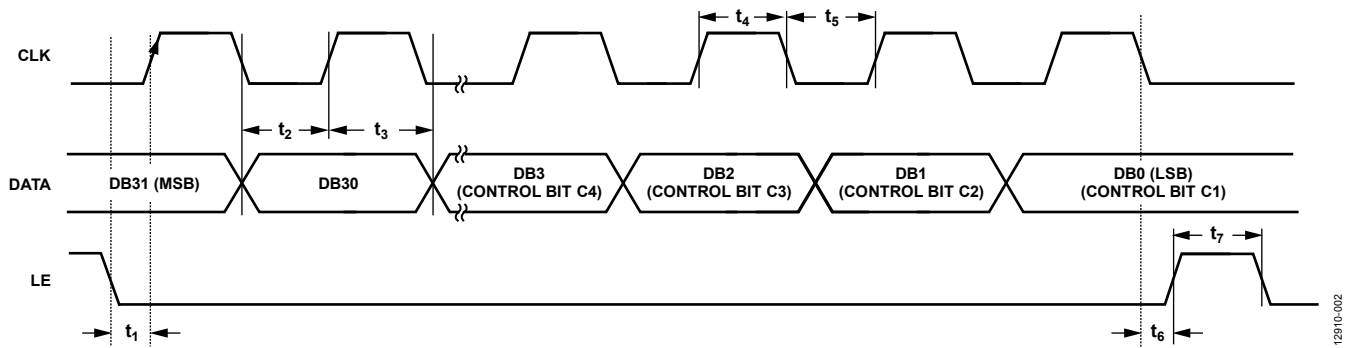 t4
t5
CLK
t2
t3
DATA
DB31 (MSB)
DB30
DB3
(CONTROL BIT C4)
DB2
(CONTROL BIT C3)
DB1
(CONTROL BIT C2)
DB0 (LSB)
(CONTROL BIT C1)
t7
LE
t1
t6
12910-002